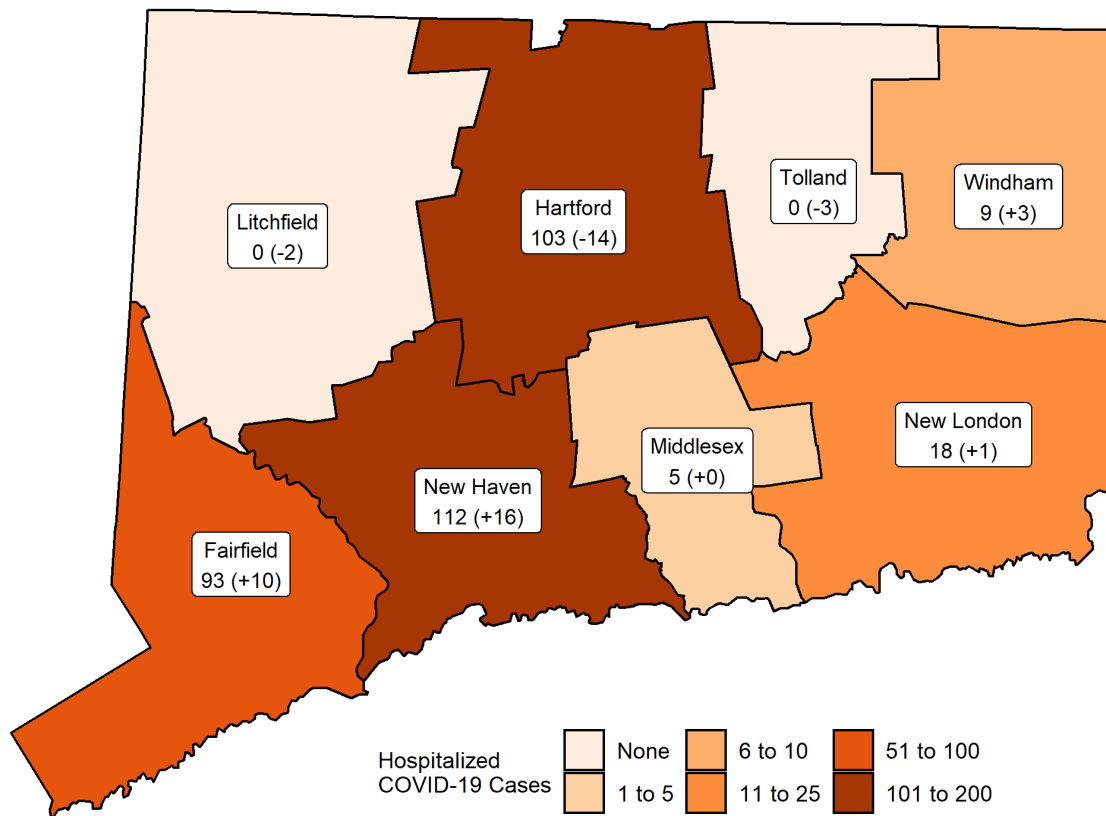 Tolland
0 (-3)
Windham
9 (+3)
Hartford
103 (-14)
Litchfield
0 (-2)
New London
18 (+1)
Middlesex
5 (+0)
New Haven
112 (+16)
Fairfield
93 (+10)
Hospitalized
COVID-19 Cases
None
1 to 5
6 to 10
11 to 25
51 to 100
101 to 200